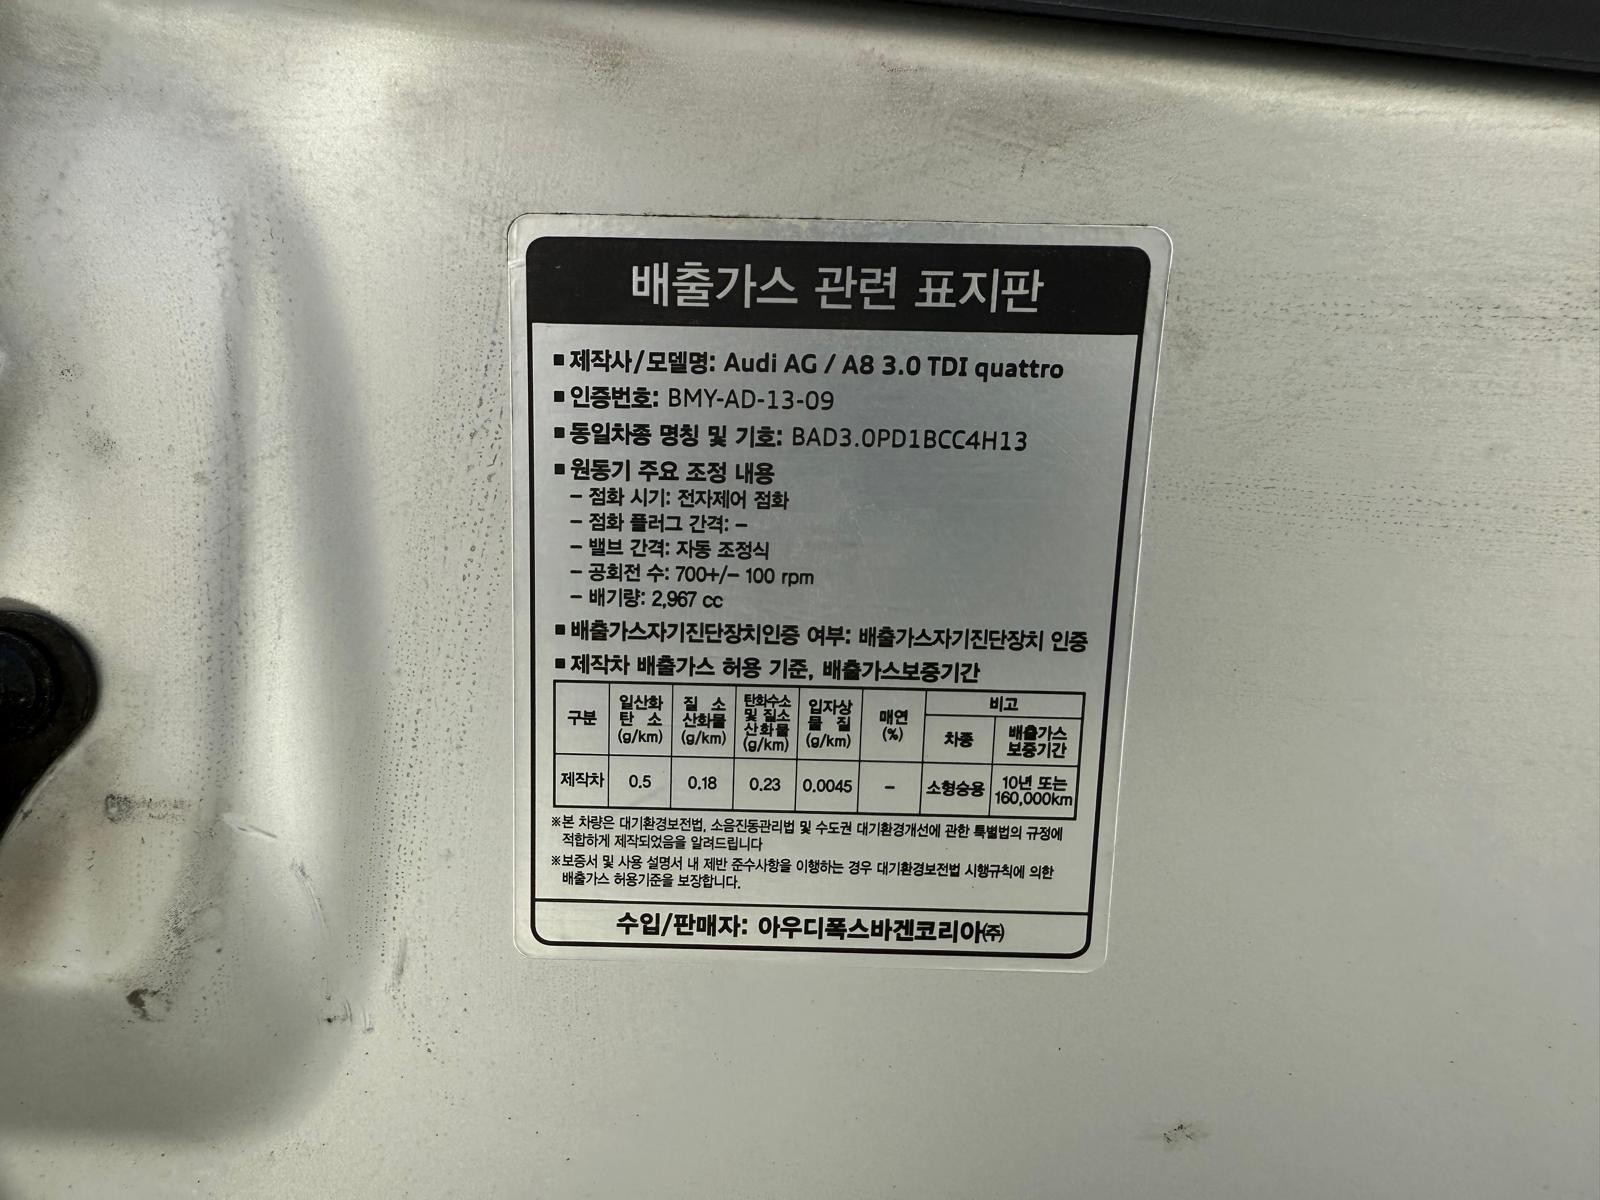 배출가스 관련 표지판
■ 제작사/모델명: Audi AG / A8 3.0 TDI quattro
■ 인증번호: BMY-AD-13-09
■ 동일차종 명칭 및 기호: BAD3.0PD1BCC4H13
■ 원동기 주요 조정 내용
– 점화 시기: 전자제어 점화
– 점화 플러그 간격: –
– 밸브 간격: 자동 조정식
– 공회전 수: 700+/– 100 rpm
– 배기량: 2,967 cc
■ 배출가스자기진단장치인증 여부: 배출가스자기진단장치 인증
■ 제작차 배출가스 허용 기준, 배출가스보증기간
구분
일산화
탄 소
(g/km)
질 소
산화물
(g/km)
탄화수소
및 질소
산화물
(g/km)
입자상
물 질
(g/km)
매연
(%)
비고
차종
배출가스
보증기간
제작차 0.5 0.18 0.23 0.0045 – 소형승용
10년 또는
160,000km
※본 차량은 대기환경보전법, 소음진동관리법 및 수도권 대기환경개선에 관한 특별법의 규정에
적합하게 제작되었음을 알려드립니다
※보증서 및 사용 설명서 내 제반 준수사항을 이행하는 경우 대기환경보전법 시행규칙에 의한
배출가스 허용기준을 보장합니다.
수입/판매자: 아우디폭스바겐코리아㈜